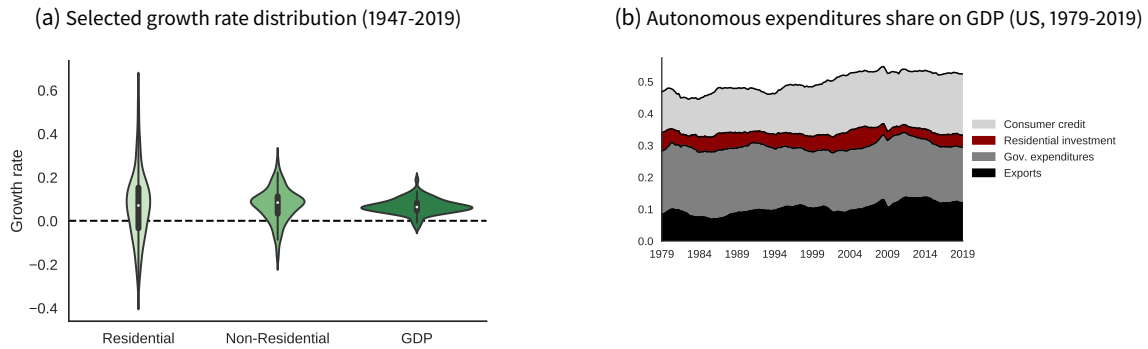 (a) Selected growth rate distribution (1947-2019)
Growth rate
0.6
0.4
0.2
0.0
−0.2
−0.4
Residential
Non-Residential
GDP
(b) Autonomous expenditures share on GDP (US, 1979-2019)
0.5
0.4
0.3
0.2
0.1
0.0
1979 1984 1989 1994 1999 2004 2009 2014 2019
Consumer credit
Residential investment
Gov. expenditures
Exports